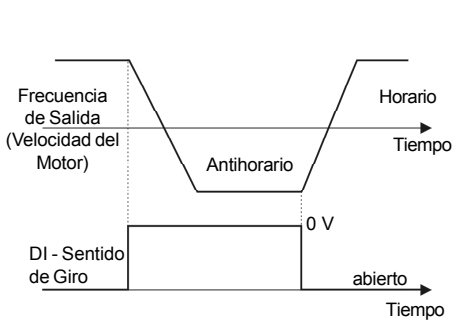 Frecuencia
de Salida
(Velocidad del
Motor)
Horario
Tiempo
Antihorario
0 V
DI - Sentido
de Giro
abierto
Tiempo